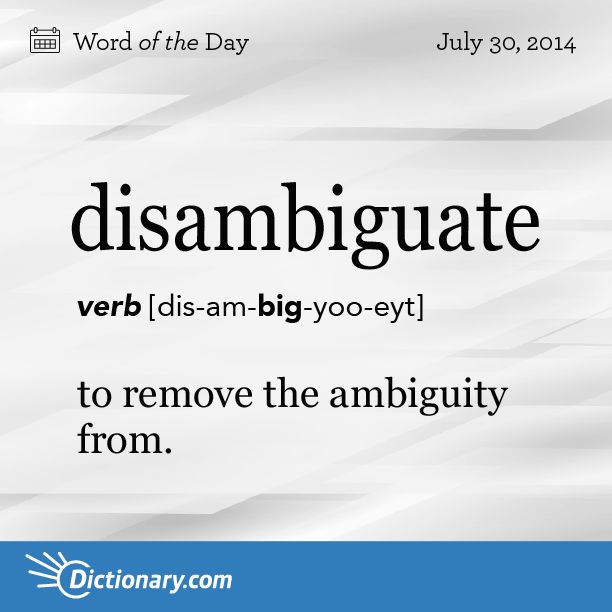 Word of the Day
July 30, 2014
disambiguate
verb [dis-am-big-yoo-eyt]
to remove the ambiguity
from.
Dictionary.com